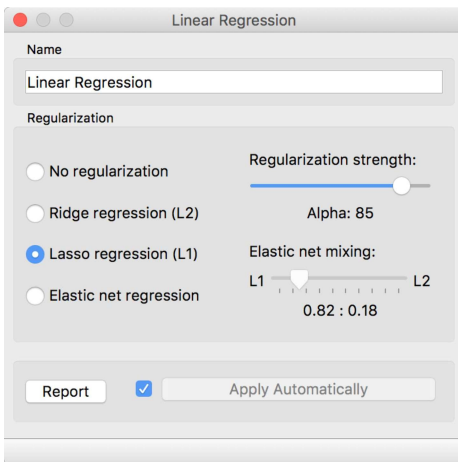 Linear Regression
Name
Linear Regression
Regularization
No regularization
Ridge regression (L2)
Lasso regression (L1)
Elastic net regression
Regularization strength:
Alpha: 85
Elastic net mixing:
L1 L2
0.82 : 0.18
Report
Apply Automatically